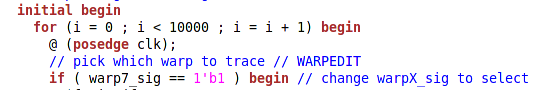 initial begin
for (i = 0 ; i < 10000 ; i = i + 1) begin
@ (posedge clk);
// pick which warp to trace // WARPEDIT
if ( warp7_sig == 1'b1 ) begin // change warpX_sig to select